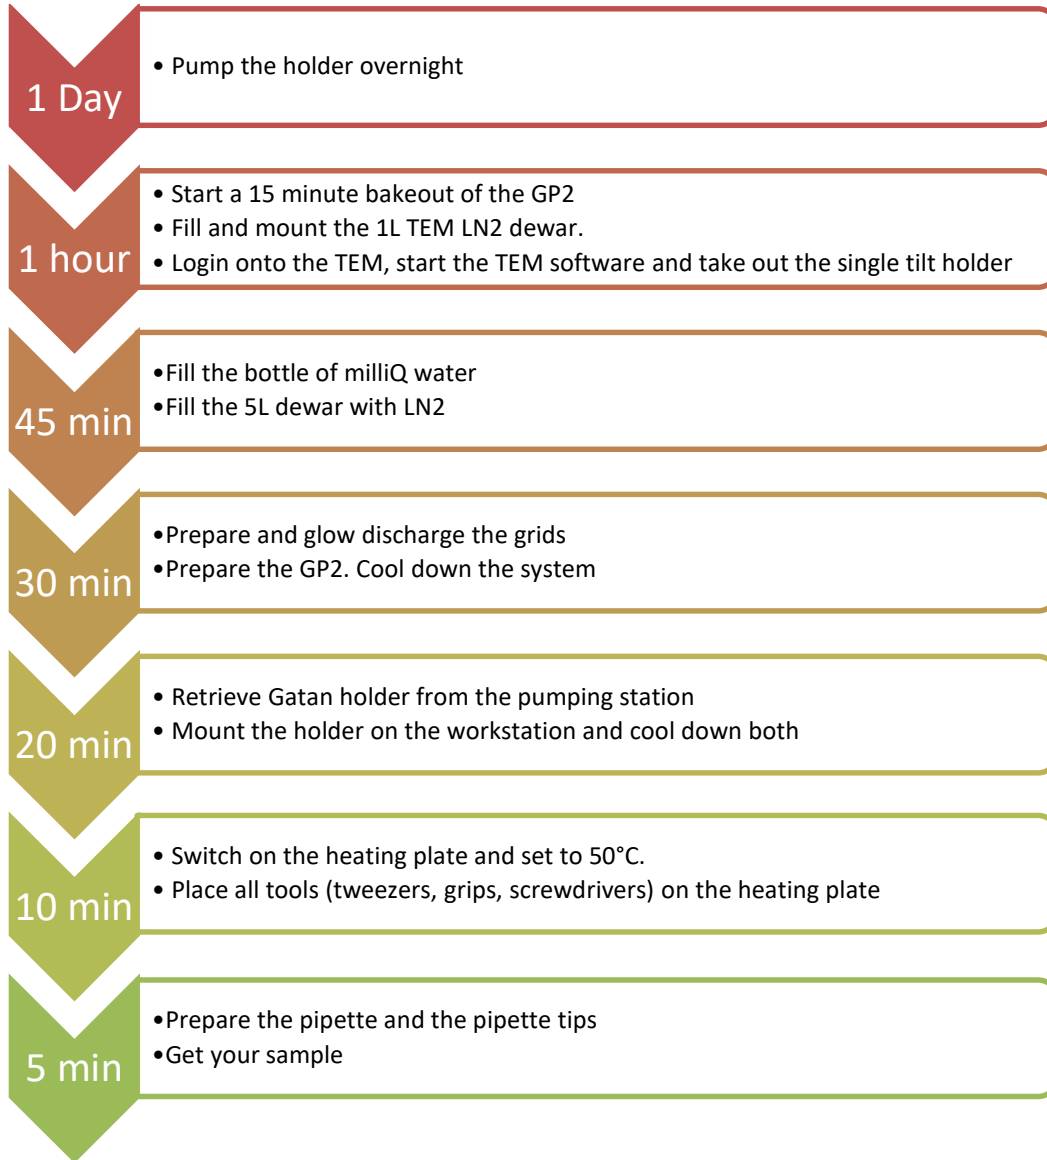 1 Day
• Pump the holder overnight
1 hour
• Start a 15 minute bakeout of the GP2
• Fill and mount the 1L TEM LN2 dewar.
• Login onto the TEM, start the TEM software and take out the single tilt holder
45 min
•Fill the bottle of milliQ water
•Fill the 5L dewar with LN2
30 min
•Prepare and glow discharge the grids
•Prepare the GP2. Cool down the system
20 min
• Retrieve Gatan holder from the pumping station
• Mount the holder on the workstation and cool down both
10 min
• Switch on the heating plate and set to 50°C.
• Place all tools (tweezers, grips, screwdrivers) on the heating plate
5 min
•Prepare the pipette and the pipette tips
•Get your sample